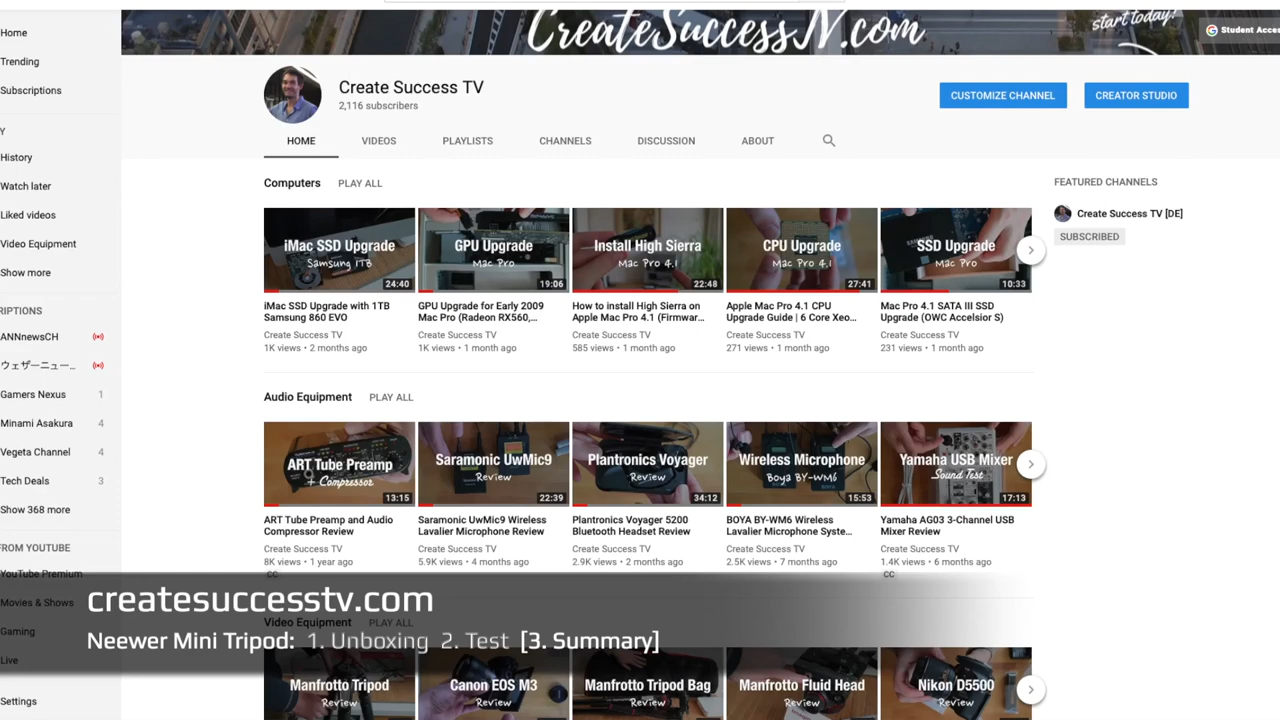 CreateSuccessTV.com
start today!
Student Acces
Home
Trending
Subscriptions
Y
History
Watch later
Liked videos
Video Equipment
Show more
RIPTIONS
ANNnewsCH
ウェザーニュー...
Gamers Nexus 1
Minami Asakura 4
Vegeta Channel 4
Tech Deals 3
Show 368 more
FROM YOUTUBE
YouTube Premium
Movies & Shows
Gaming
Live
Settings
Create Success TV
2,116 subscribers
CUSTOMIZE CHANNEL CREATOR STUDIO
HOME VIDEOS PLAYLISTS CHANNELS DISCUSSION ABOUT
Computers PLAY ALL
iMac SSD Upgrade
Samsung 1TB
24:40
iMac SSD Upgrade with 1TB
Samsung 860 EVO
Create Success TV
1K views • 2 months ago
GPU Upgrade
Mac Pro
19:06
GPU Upgrade for Early 2009
Mac Pro (Radeon RX560,...
Create Success TV
1K views • 1 month ago
Install High Sierra
Mac Pro 4.1
22:48
How to install High Sierra on
Apple Mac Pro 4.1 (Firmwar...
Create Success TV
585 views • 1 month ago
CPU Upgrade
Mac Pro 4.1
27:41
Apple Mac Pro 4.1 CPU
Upgrade Guide | 6 Core Xeo...
Create Success TV
271 views • 1 month ago
SSD Upgrade
Mac Pro
10:33
Mac Pro 4.1 SATA III SSD
Upgrade (OWC Accelsior S)
Create Success TV
231 views • 1 month ago
FEATURED CHANNELS
Create Success TV [DE]
SUBSCRIBED
Audio Equipment PLAY ALL
ART Tube Preamp
+ Compressor
13:15
ART Tube Preamp and Audio
Compressor Review
Create Success TV
8K views • 1 year ago
CC
Saramonic UwMic9
Review
22:39
Saramonic UwMic9 Wireless
Lavalier Microphone Review
Create Success TV
5.9K views • 4 months ago
Plantronics Voyager
Review
34:12
Plantronics Voyager 5200
Bluetooth Headset Review
Create Success TV
2.9K views • 2 months ago
Wireless Microphone
Boya BY-WM6
15:53
BOYA BY-WM6 Wireless
Lavalier Microphone Syste...
Create Success TV
2.5K views • 7 months ago
Yamaha USB Mixer
Sound Test
17:13
Yamaha AG03 3-Channel USB
Mixer Review
Create Success TV
1.4K views • 6 months ago
CC
Video Equipment PLAY ALL
Manfrotto Tripod
Review
Canon EOS M3
Review
Manfrotto Tripod Bag
Review
Manfrotto Fluid Head
Review
Nikon D5500
Review
createsuccesstv.com
Neewer Mini Tripod: 1. Unboxing 2. Test [3. Summary]